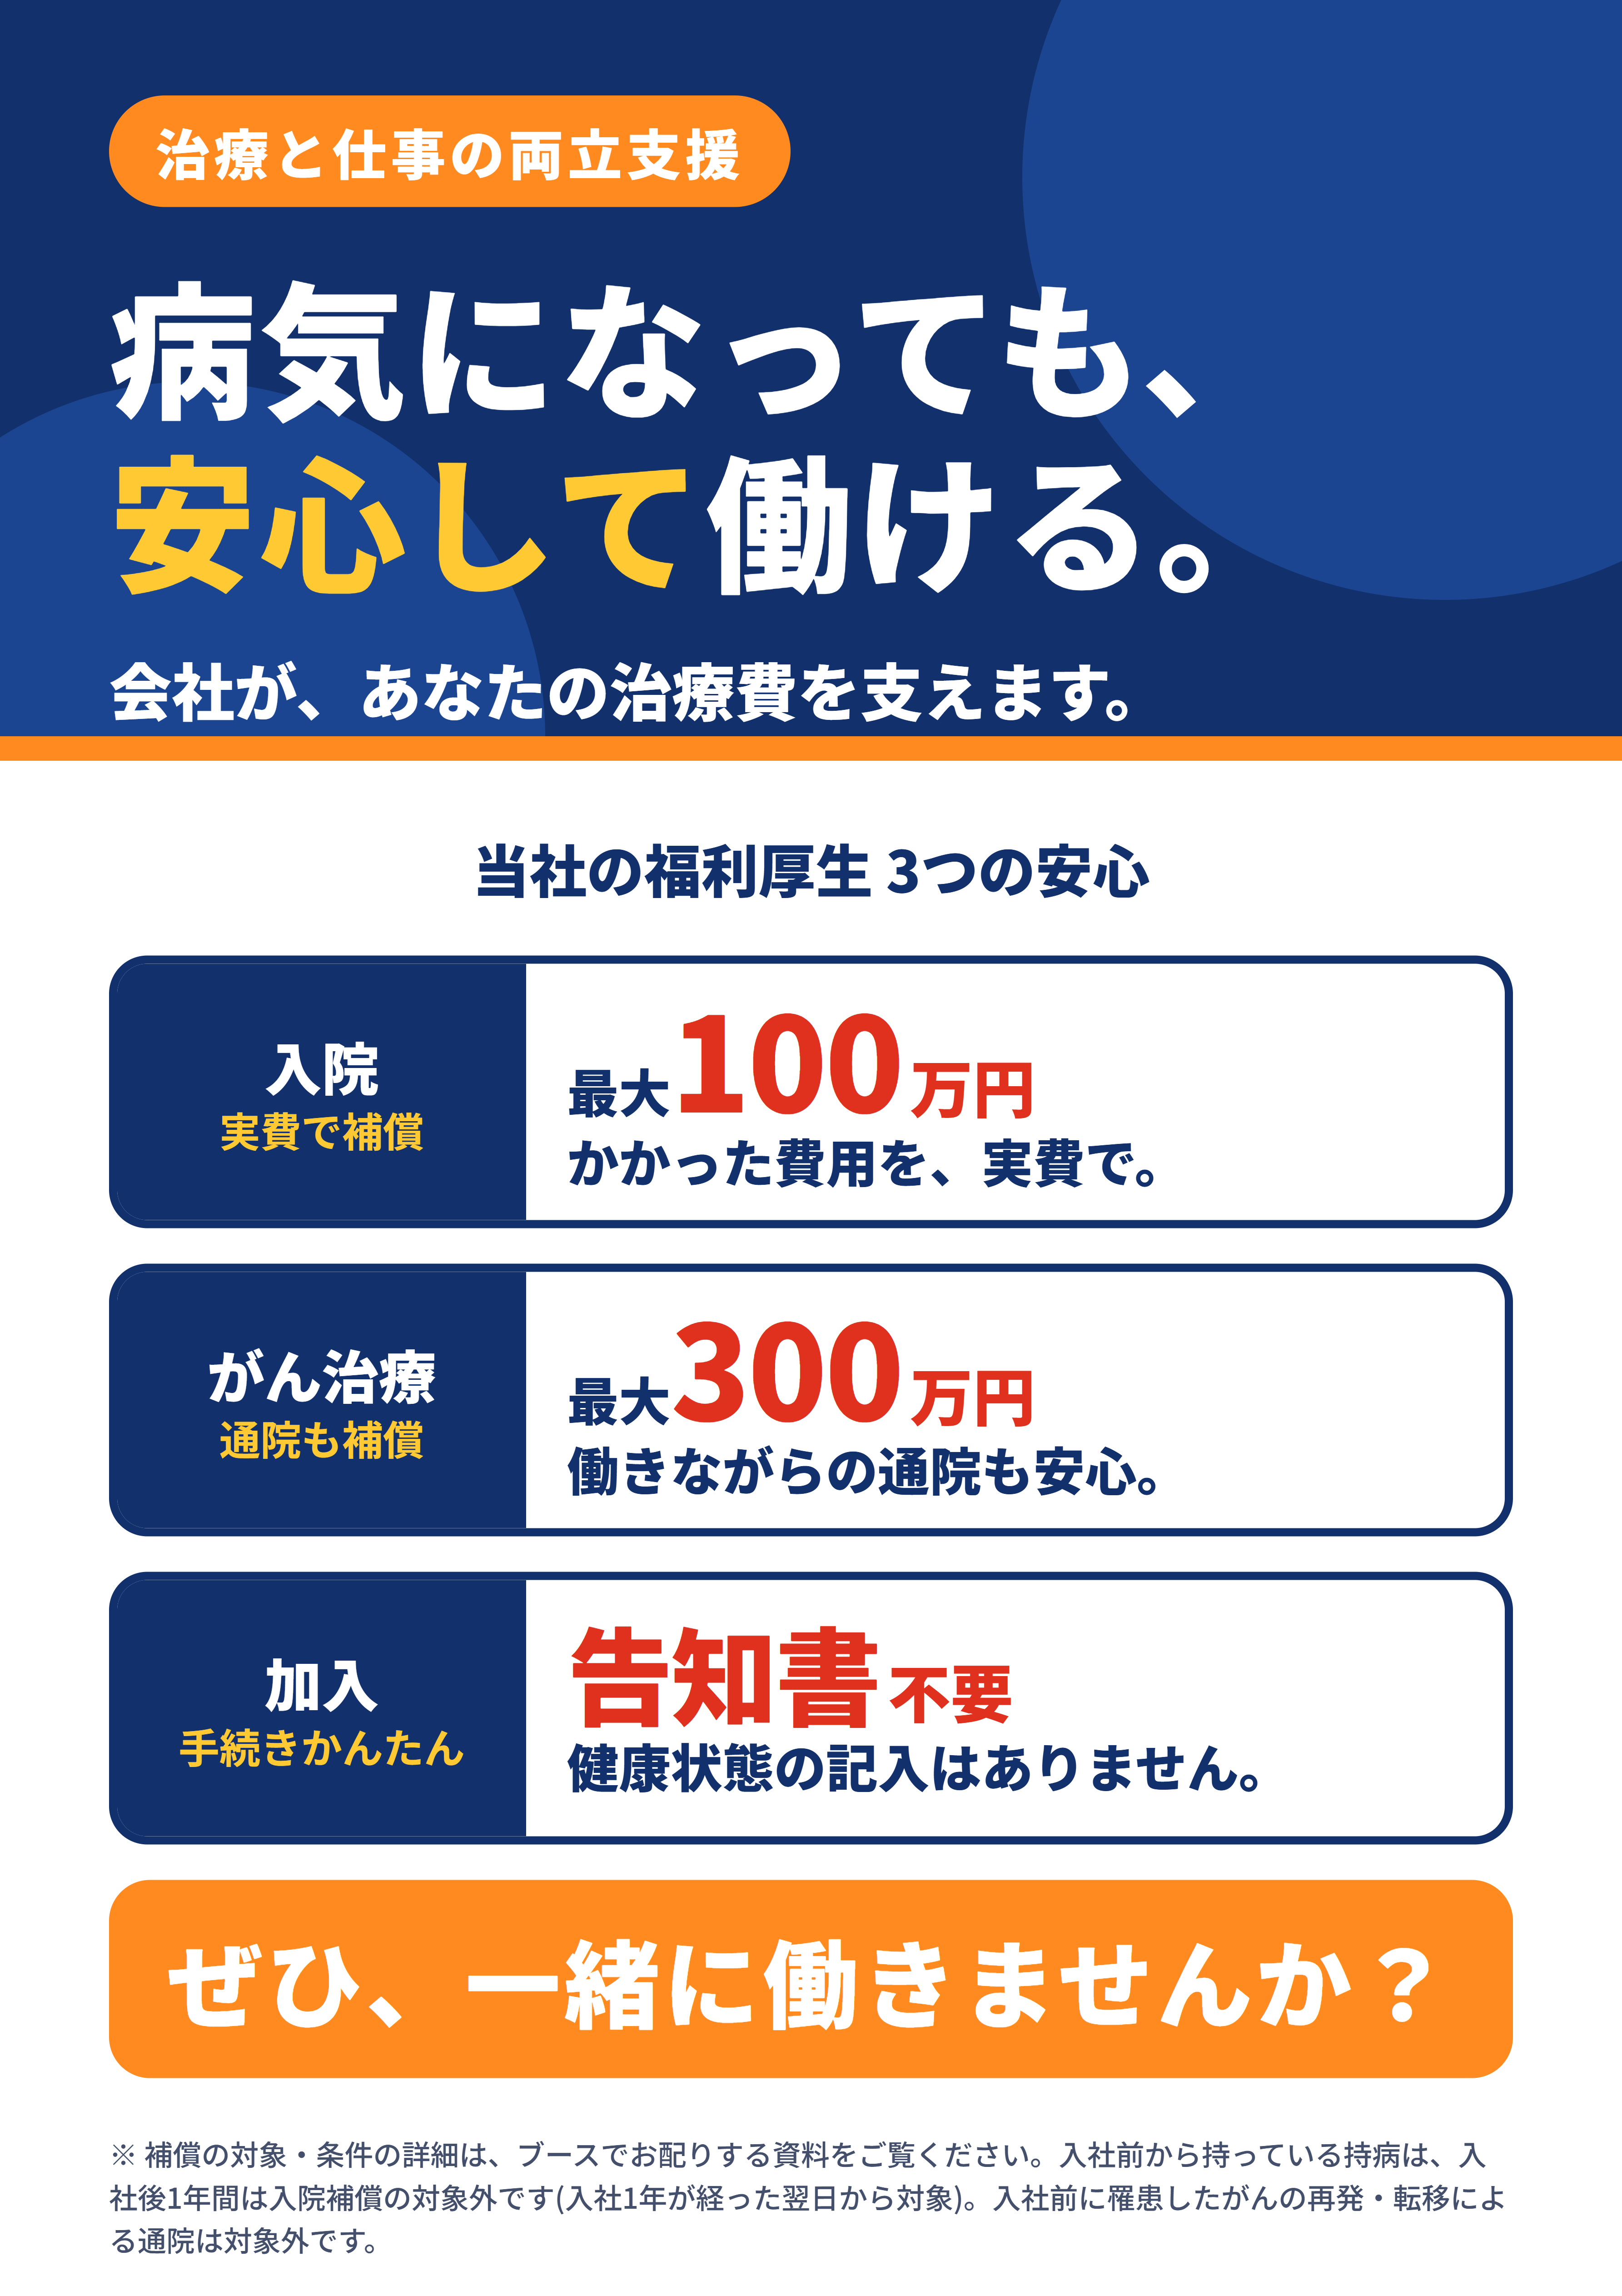 治療と仕事の両立支援
病気になっても、
安心して働ける。
会社が、あなたの治療費を支えます。
当社の福利厚生 3つの安心
入院
実費で補償
最大100万円
かかった費用を、実費で。
がん治療
通院も補償
最大300万円
働きながらの通院も安心。
加入
手続きかんたん
告知書不要
健康状態の記入はありません。
ぜひ、一緒に働きませんか？
※ 補償の対象・条件の詳細は、ブースでお配りする資料をご覧ください。入社前から持っている持病は、入
社後1年間は入院補償の対象外です(入社1年が経った翌日から対象)。入社前に罹患したがんの再発・転移によ
る通院は対象外です。